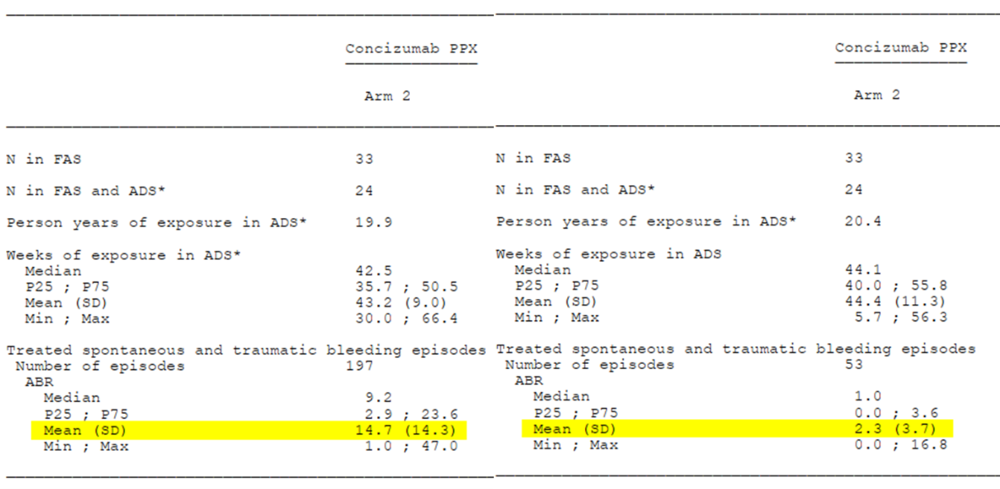 Concizumab PPX
Arm 2
N in FAS 33
N in FAS and ADS* 24
Person years of exposure in ADS* 19.9
Weeks of exposure in ADS*
Median 42.5
P25 ; P75 35.7 ; 50.5
Mean (SD) 43.2 (9.0)
Min ; Max 30.0 ; 66.4
Treated spontaneous and traumatic bleeding episodes
Number of episodes 197
ABR
Median 9.2
P25 ; P75 2.9 ; 23.6
Mean (SD) 14.7 (14.3)
Min ; Max 1.0 ; 47.0
Concizumab PPX
Arm 2
N in FAS 33
N in FAS and ADS* 24
Person years of exposure in ADS* 20.4
Weeks of exposure in ADS
Median 44.1
P25 ; P75 40.0 ; 55.8
Mean (SD) 44.4 (11.3)
Min ; Max 5.7 ; 56.3
Treated spontaneous and traumatic bleeding episodes
Number of episodes 53
ABR
Median 1.0
P25 ; P75 0.0 ; 3.6
Mean (SD) 2.3 (3.7)
Min ; Max 0.0 ; 16.8